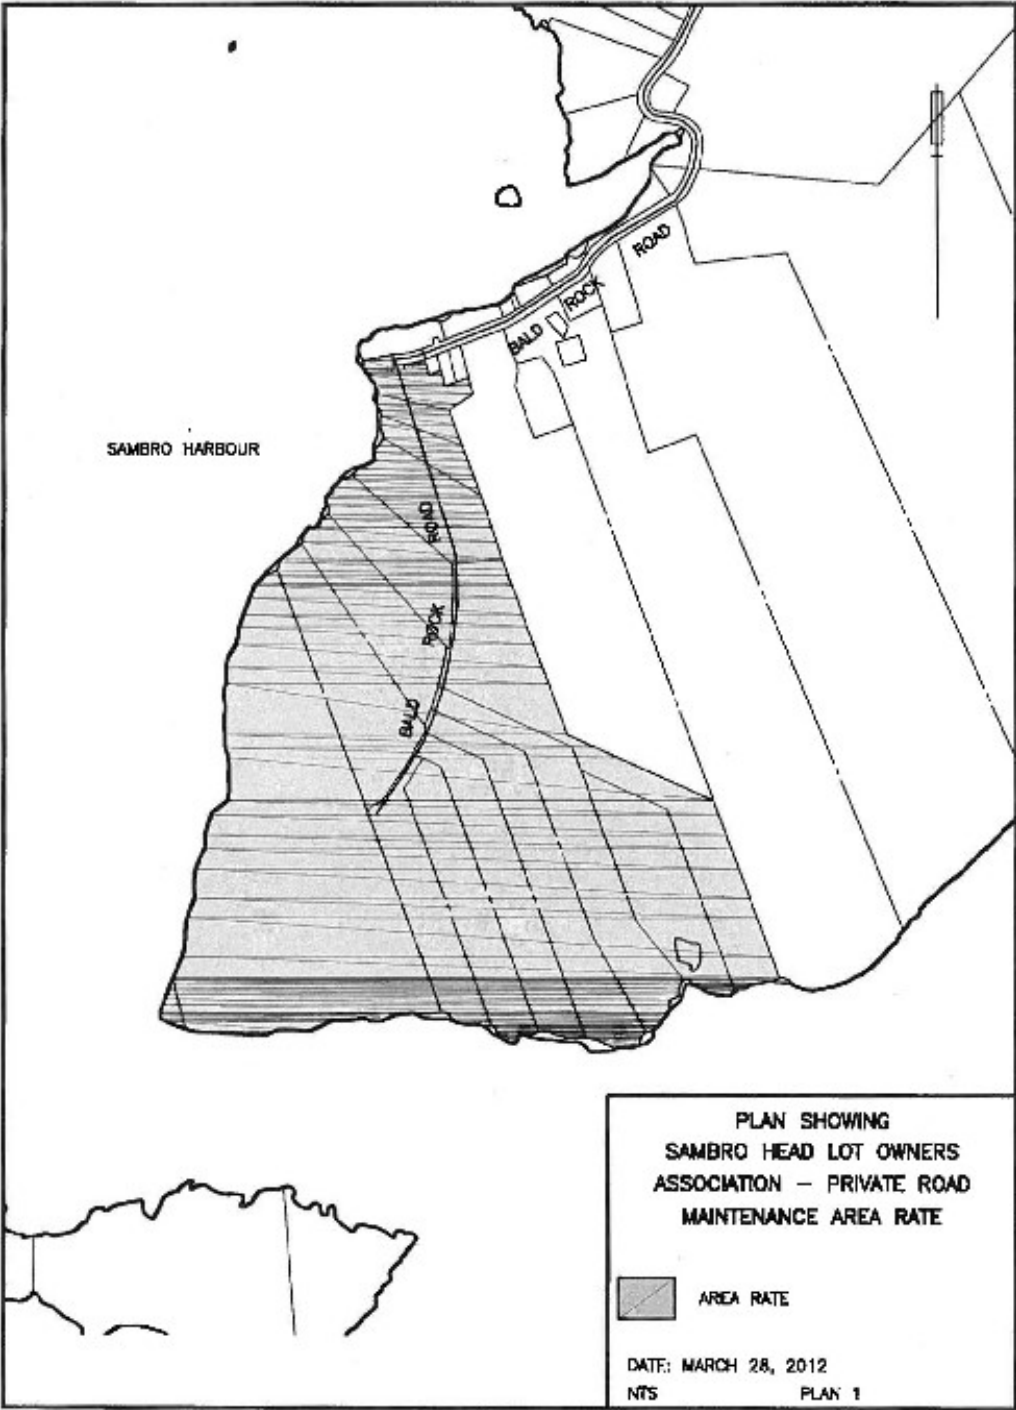 ROAD
ROCK
BALD
SAMBRO HARBOUR
ROAD
ROCK
BALD
PLAN SHOWING
SAMBRO HEAD LOT OWNERS
ASSOCIATION – PRIVATE ROAD
MAINTENANCE AREA RATE
AREA RATE
DATE: MARCH 28, 2012
NTS PLAN 1